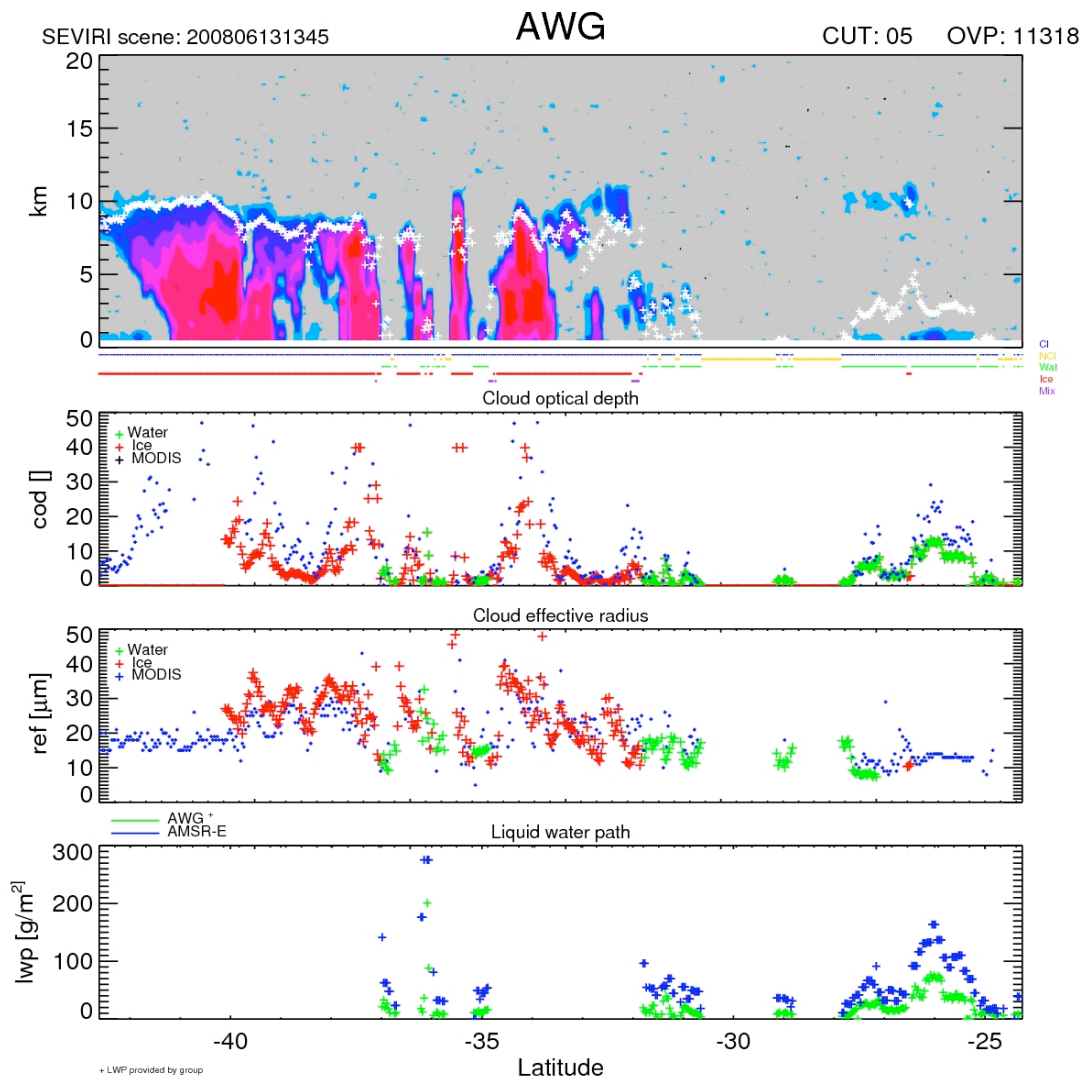 AWG
SEVIRI scene: 200806131345
CUT: 05 OVP: 11318
20
15
10
5
0
km
Cl
NCl
Wat
Ice
Mix
Cloud optical depth
50
40
30
20
10
0
cod []
Water
Ice
MODIS
Cloud effective radius
50
40
30
20
10
0
ref [μm]
Water
Ice
MODIS
AWG +
AMSR-E
Liquid water path
300
200
100
0
lwp [g/m²]
-40 -35 -30 -25
Latitude
+ LWP provided by group